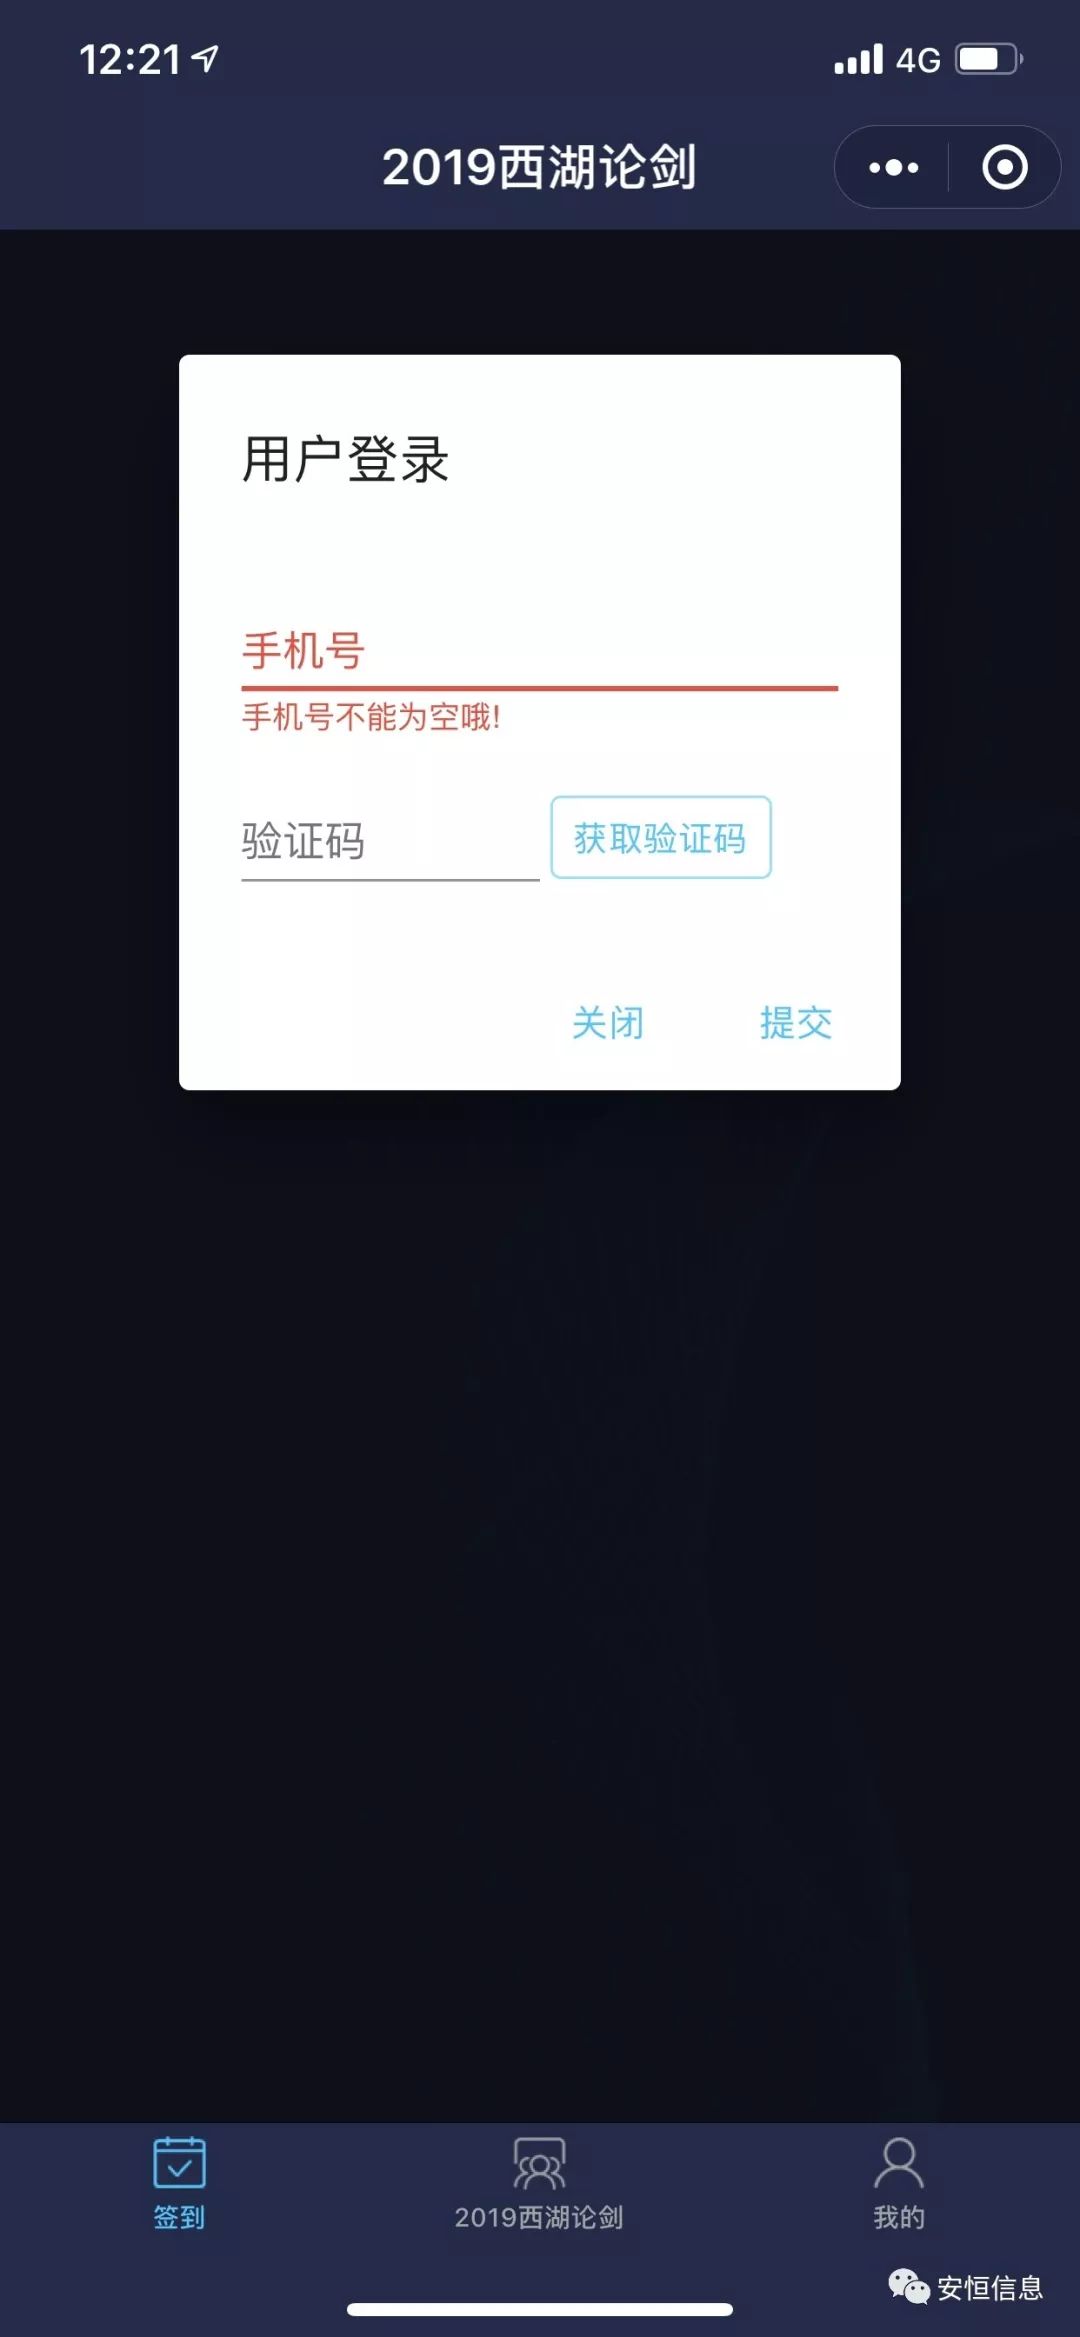 12:21
4G
2019西湖论剑
用户登录
手机号
手机号不能为空哦!
验证码
获取验证码
关闭
提交
签到
2019西湖论剑
我的
安恒信息